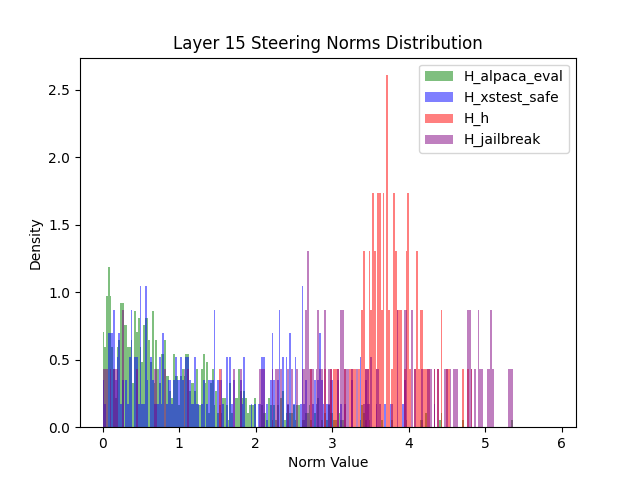 Layer 15 Steering Norms Distribution
H_alpaca_eval
H_xstest_safe
H_h
H_jailbreak
Density
2.5
2.0
1.5
1.0
0.5
0.0
0
1
2
3
4
5
6
Norm Value